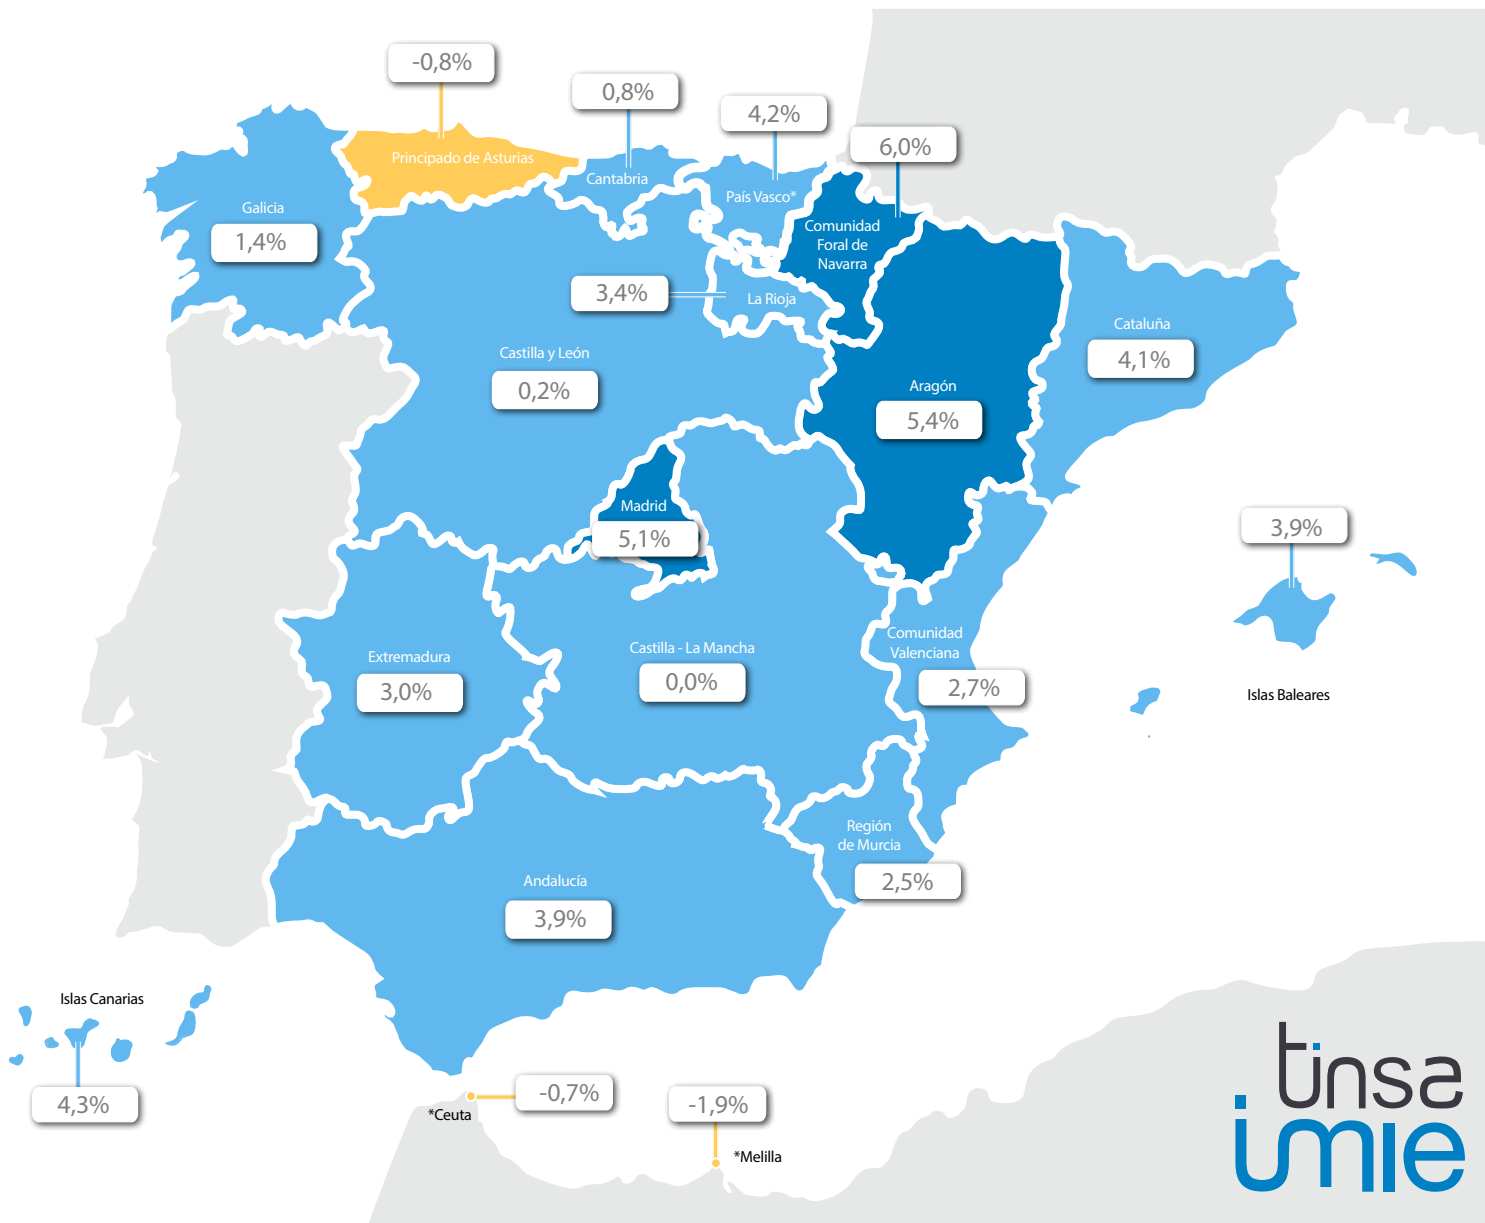 -0,8%
0,8%
4,2%
6,0%
Principado de Asturias
Cantabria
País Vasco*
Galicia
1,4%
Comunidad
Foral de
Navarra
3,4%
La Rioja
Cataluña
4,1%
Castilla y León
0,2%
Aragón
5,4%
Madrid
5,1%
3,9%
Islas Baleares
Comunidad
Valenciana
2,7%
Extremadura
3,0%
Castilla - La Mancha
0,0%
Región
de Murcia
2,5%
Andalucía
3,9%
Islas Canarias
4,3%
-0,7%
*Ceuta
-1,9%
*Melilla
tinsa
imie